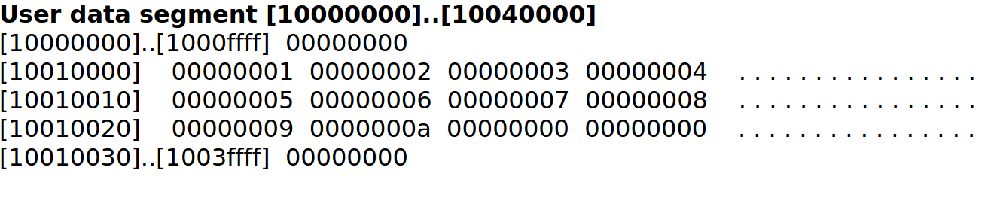 User data segment [10000000]..[10040000]
[10000000]..[1000ffff] 00000000
[10010000] 00000001 00000002 00000003 00000004 . . . . . . . . . . . . . . . .
[10010010] 00000005 00000006 00000007 00000008 . . . . . . . . . . . . . . . .
[10010020] 00000009 0000000a 00000000 00000000 . . . . . . . . . . . . . . . .
[10010030]..[1003ffff] 00000000